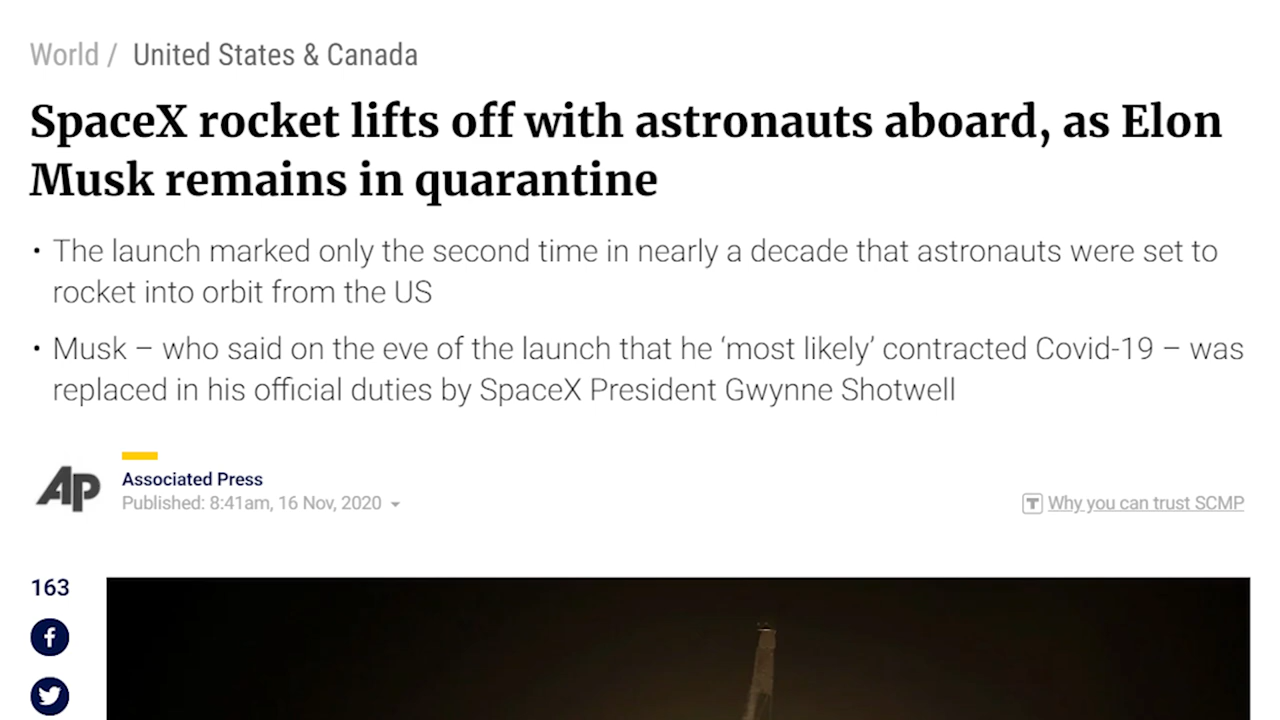 World / United States & Canada
SpaceX rocket lifts off with astronauts aboard, as Elon
Musk remains in quarantine
• The launch marked only the second time in nearly a decade that astronauts were set to
rocket into orbit from the US
• Musk – who said on the eve of the launch that he ‘most likely’ contracted Covid-19 – was
replaced in his official duties by SpaceX President Gwynne Shotwell
AP
Associated Press
Published: 8:41am, 16 Nov, 2020
T Why you can trust SCMP
163